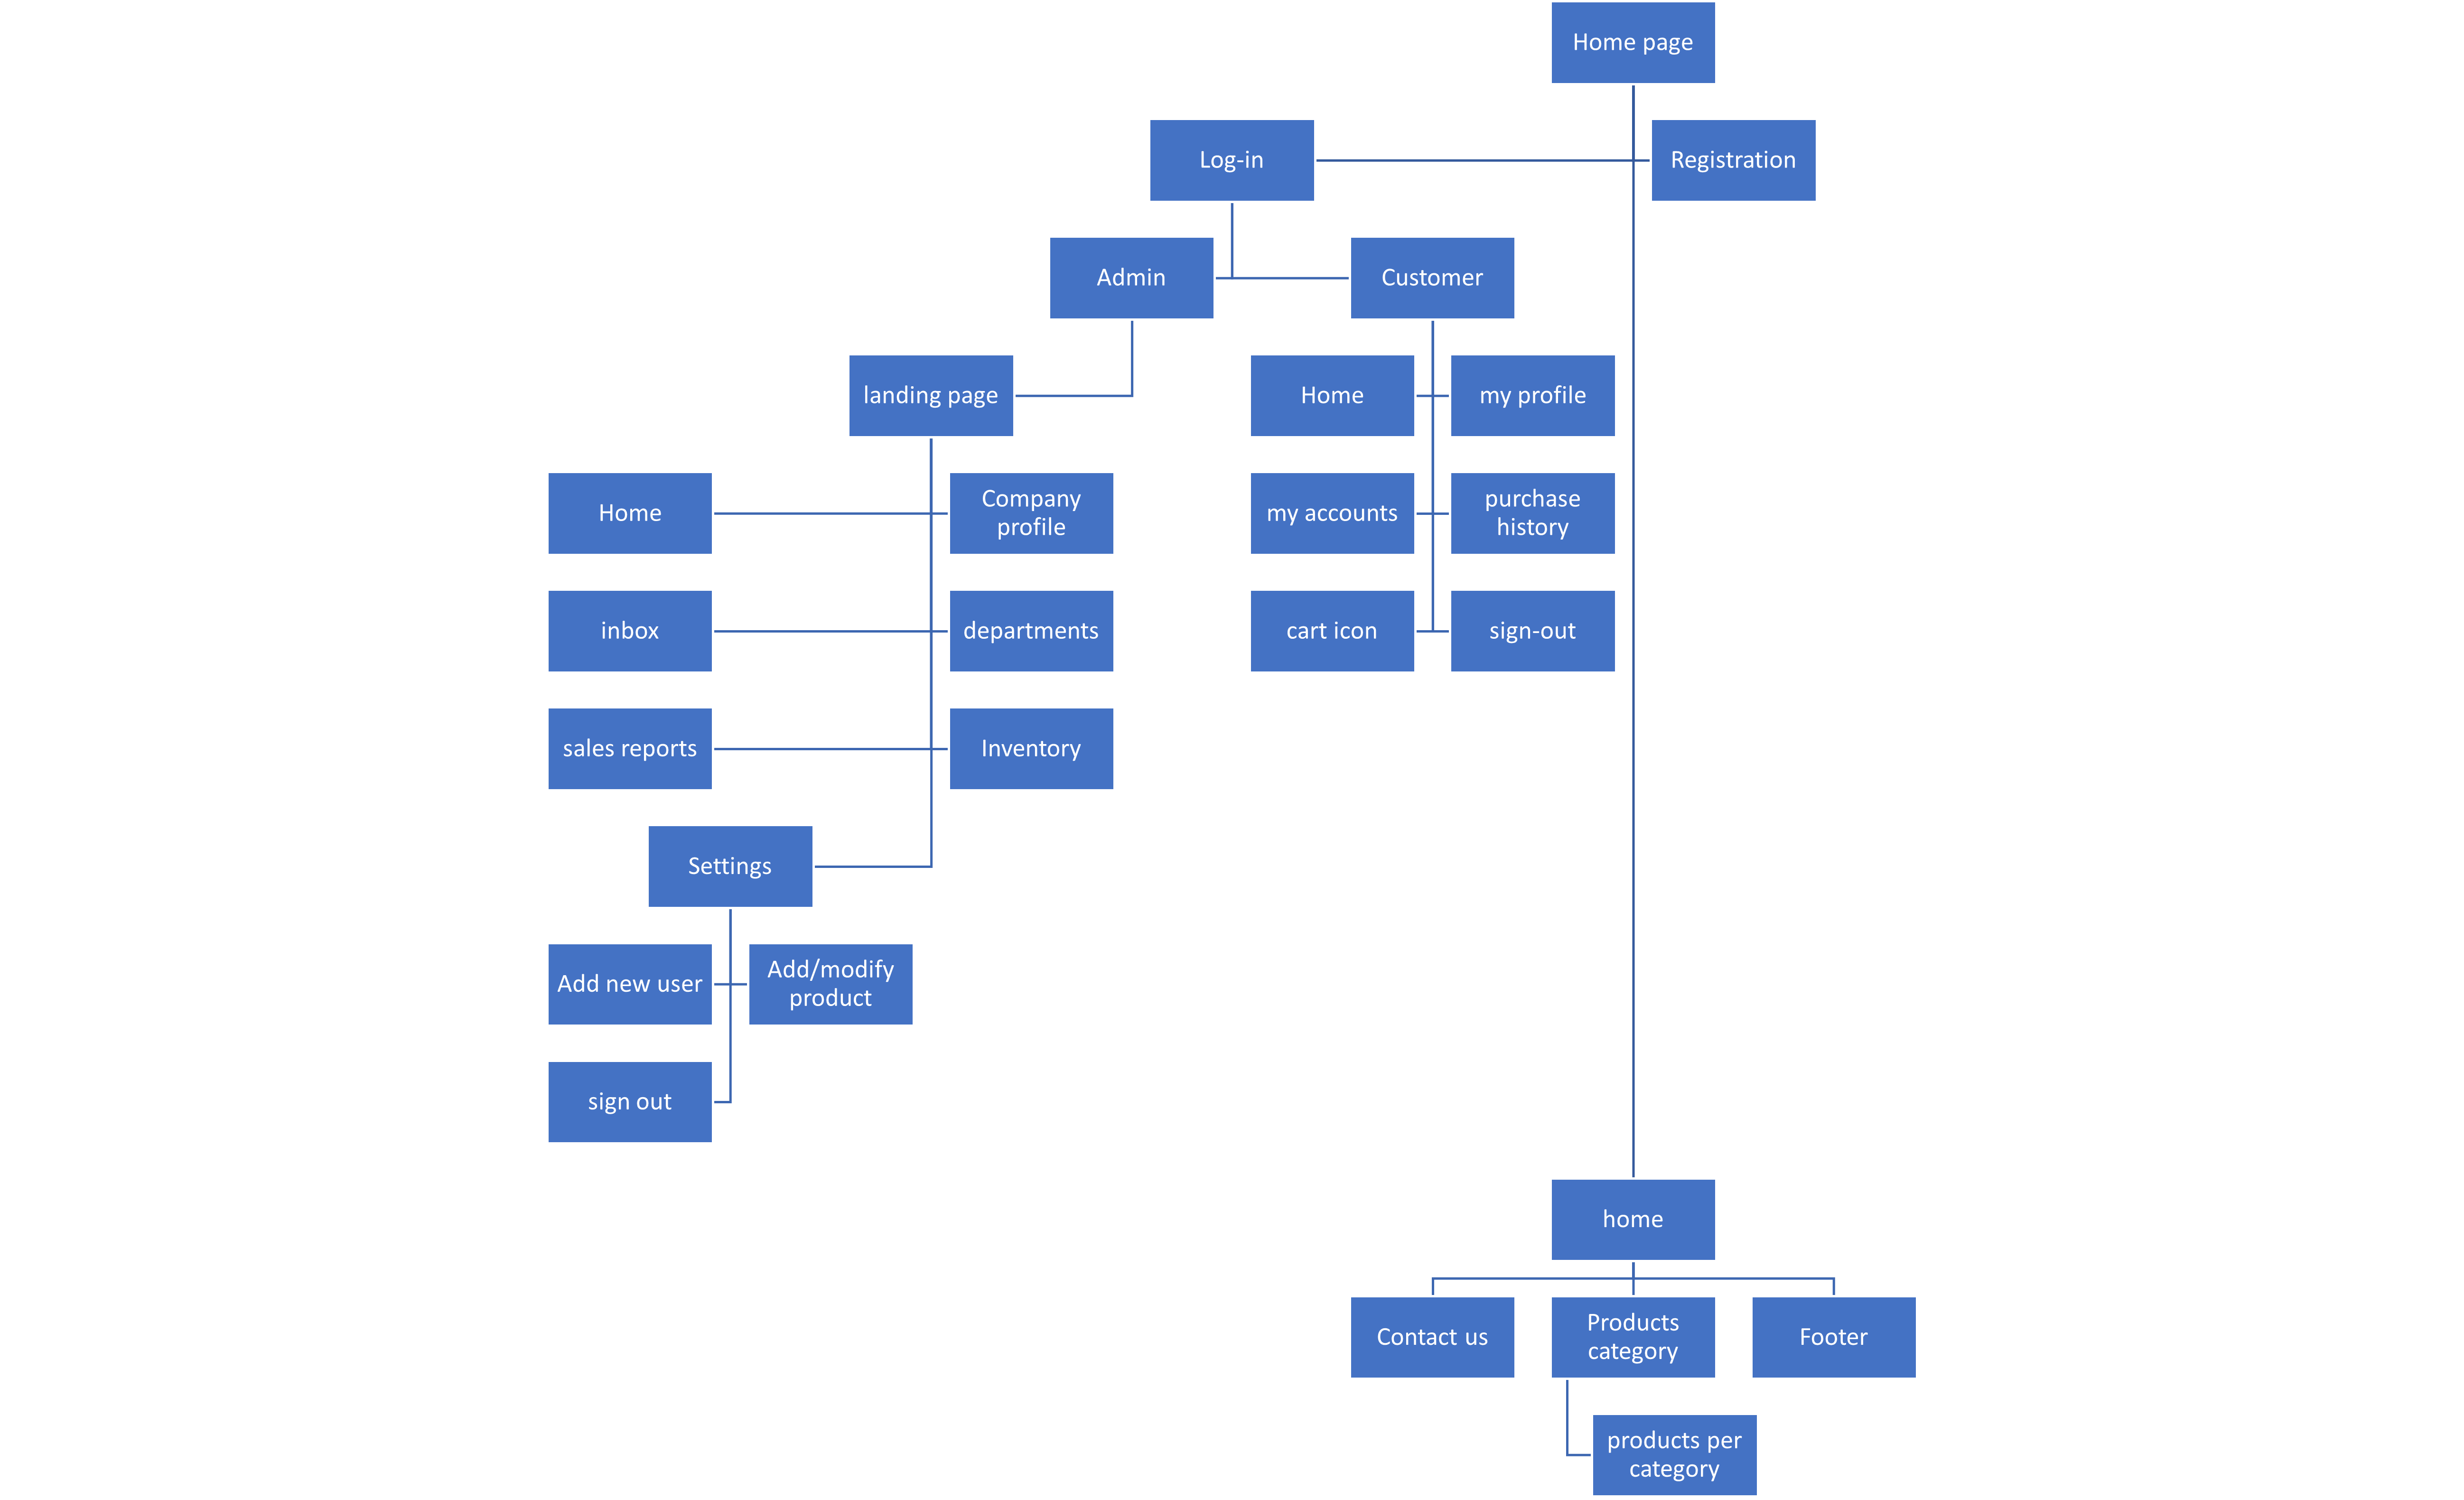 Home page
Log-in
Registration
Admin
Customer
landing page
Home
my profile
Home
Company
profile
my accounts
purchase
history
inbox
departments
cart icon
sign-out
sales reports
Inventory
Settings
Add new user
Add/modify
product
sign out
home
Contact us
Products
category
Footer
products per
category